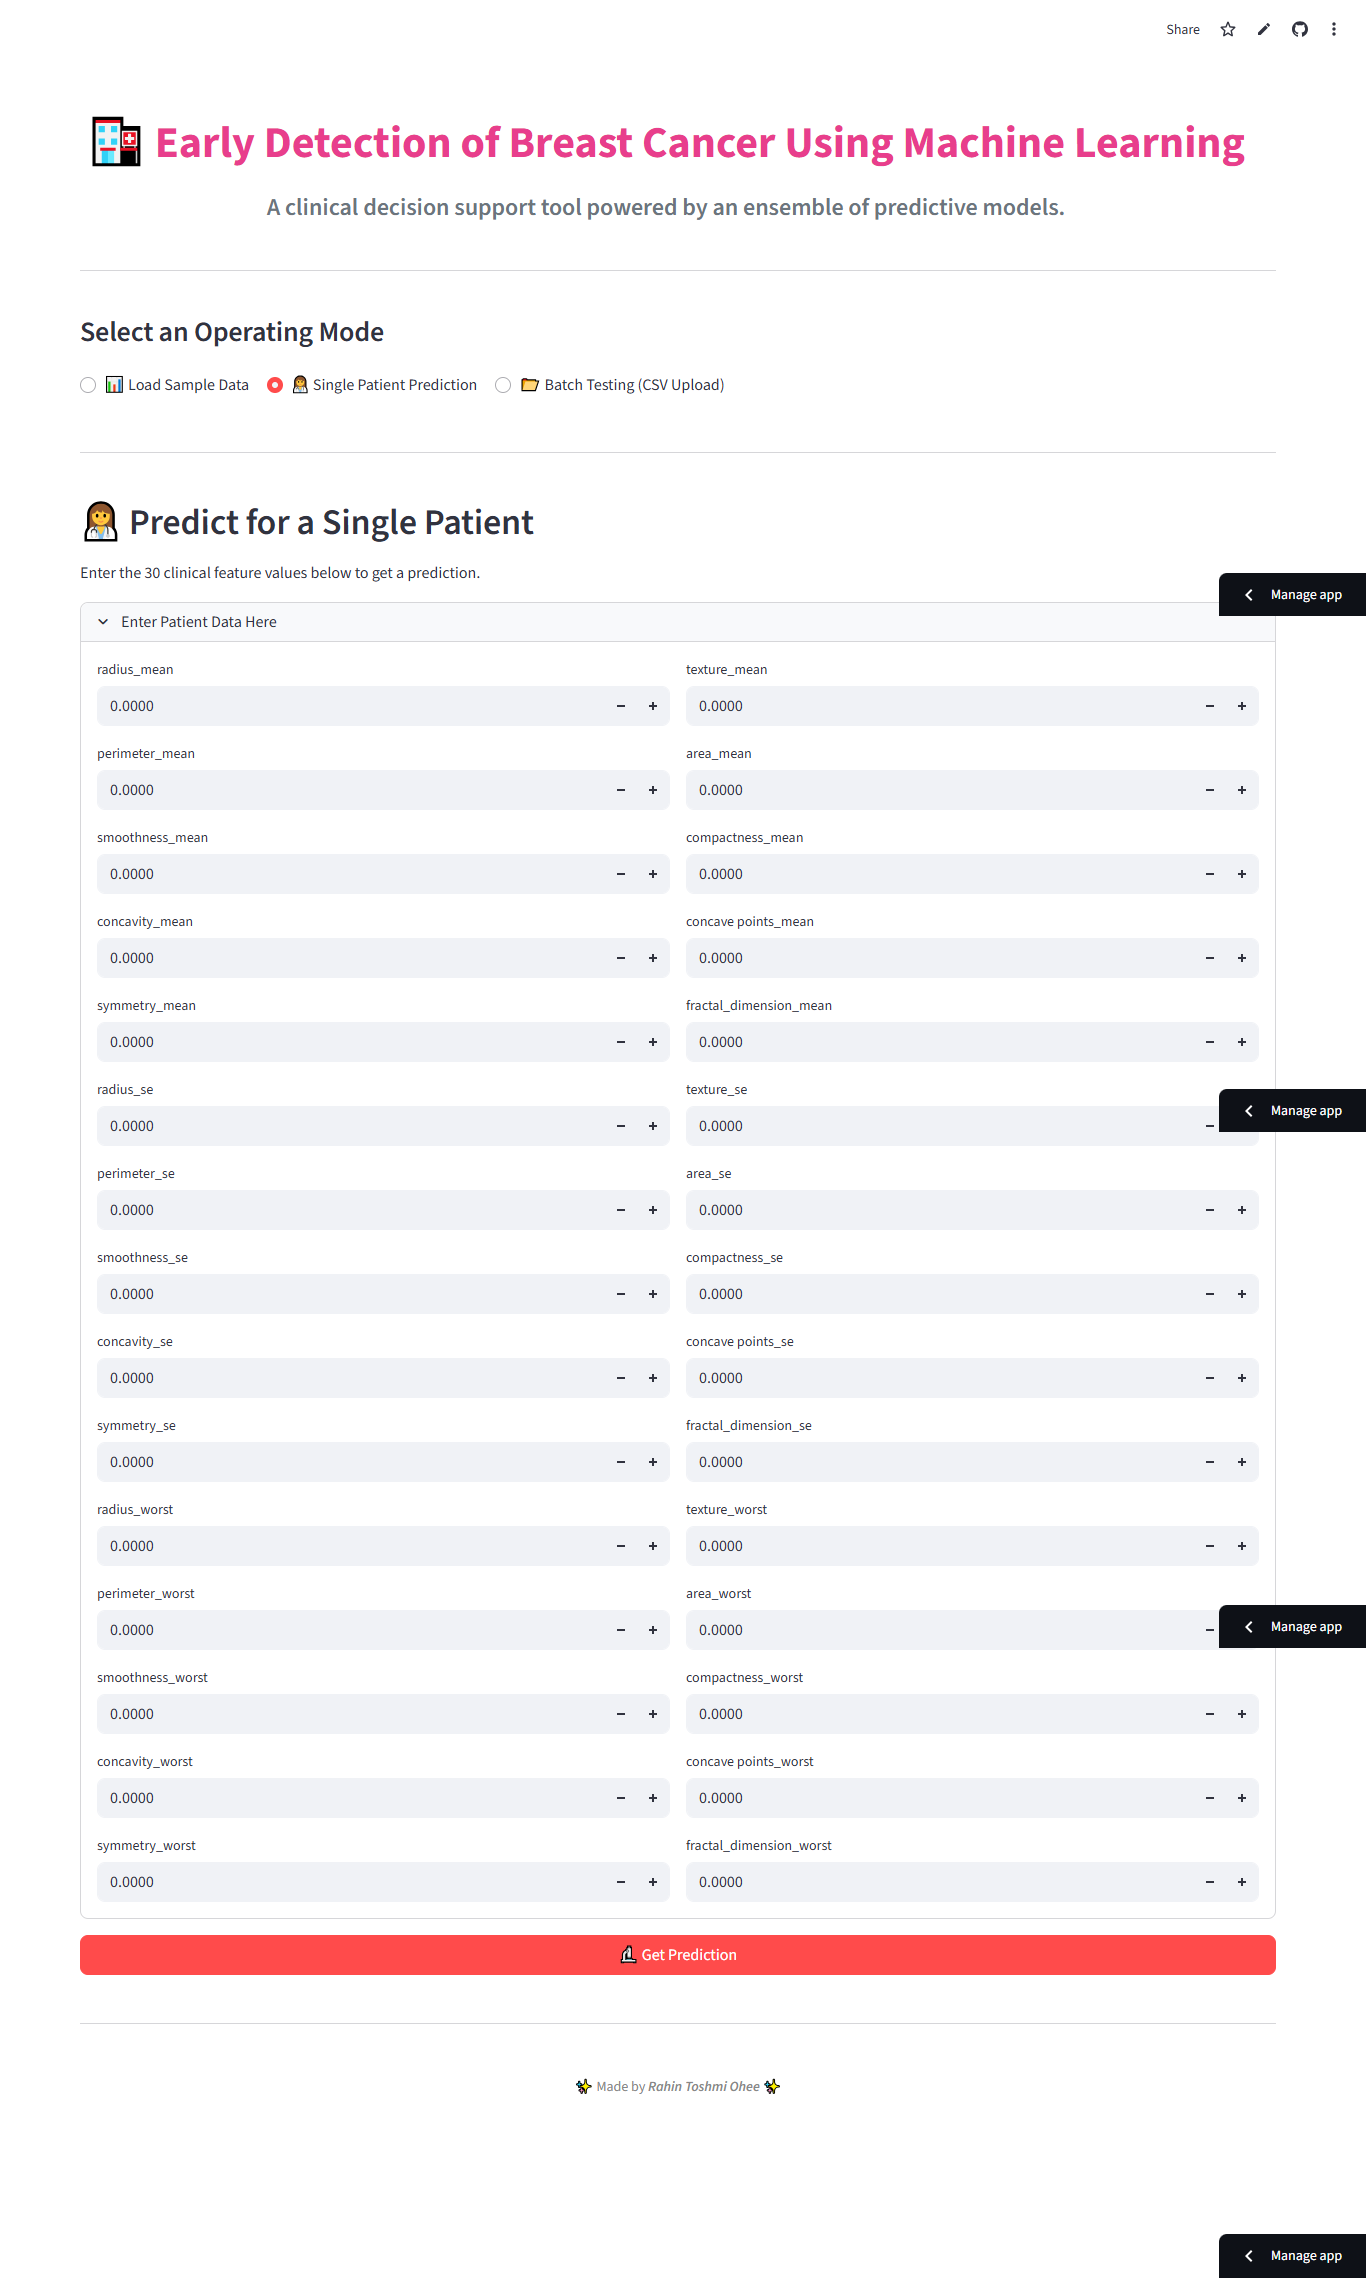 Share
Early Detection of Breast Cancer Using Machine Learning
A clinical decision support tool powered by an ensemble of predictive models.
Select an Operating Mode
Load Sample Data Single Patient Prediction Batch Testing (CSV Upload)
Predict for a Single Patient
Enter the 30 clinical feature values below to get a prediction.
Manage app
Enter Patient Data Here
radius_mean texture_mean
0.0000 0.0000
perimeter_mean area_mean
0.0000 0.0000
smoothness_mean compactness_mean
0.0000 0.0000
concavity_mean concave points_mean
0.0000 0.0000
symmetry_mean fractal_dimension_mean
0.0000 0.0000
radius_se texture_se
Manage app
0.0000 0.0000
perimeter_se area_se
0.0000 0.0000
smoothness_se compactness_se
0.0000 0.0000
concavity_se concave points_se
0.0000 0.0000
symmetry_se fractal_dimension_se
0.0000 0.0000
radius_worst texture_worst
0.0000 0.0000
perimeter_worst area_worst
Manage app
0.0000 0.0000
smoothness_worst compactness_worst
0.0000 0.0000
concavity_worst concave points_worst
0.0000 0.0000
symmetry_worst fractal_dimension_worst
0.0000 0.0000
Get Prediction
Made by Rahin Toshmi Ohee
Manage app